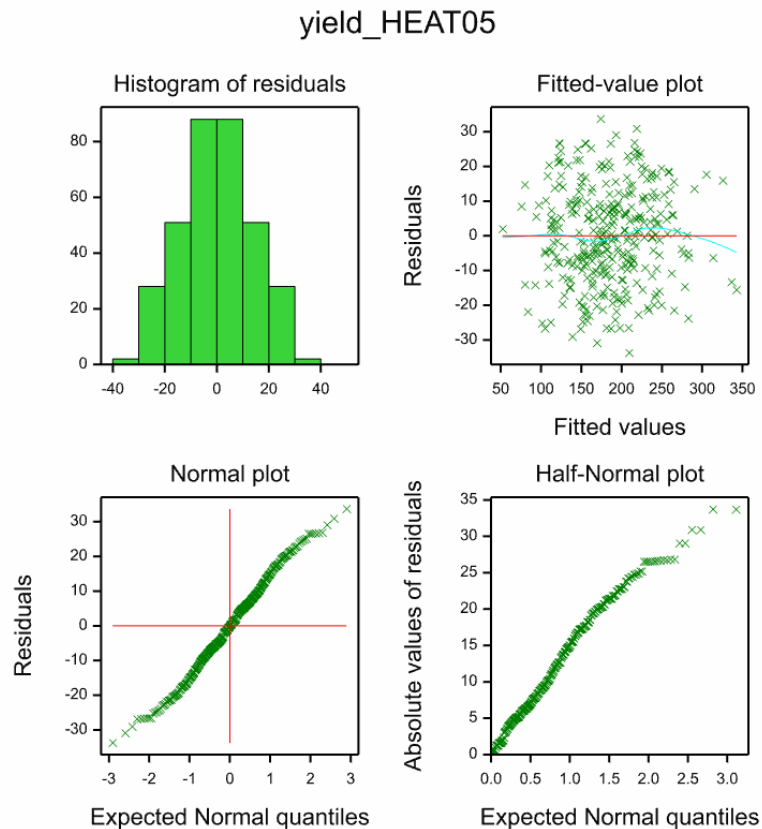 yield_HEAT05
Histogram of residuals
80
60
40
20
0
-40 -20 0 20 40
Fitted-value plot
Residuals
30
20
10
0
-10
-20
-30
50 100 150 200 250 300 350
Fitted values
Normal plot
Residuals
30
20
10
0
-10
-20
-30
-3 -2 -1 0 1 2 3
Expected Normal quantiles
Half-Normal plot
Absolute values of residuals
35
30
25
20
15
10
5
0
0.0 0.5 1.0 1.5 2.0 2.5 3.0
Expected Normal quantiles